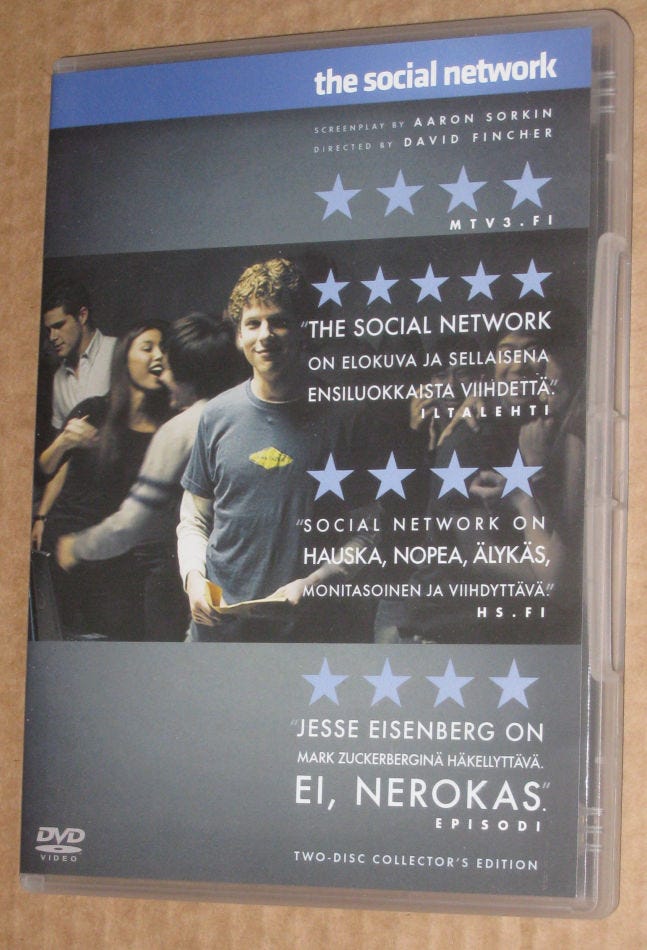 the social network
SCREENPLAY BY AARON SORKIN
DIRECTED BY DAVID FINCHER
MTV3.FI
"THE SOCIAL NETWORK
ON ELOKUVA JA SELLAISENA
ENSILUOKKAISTA VIIHDETTÄ."
ILTALEHTI
"SOCIAL NETWORK ON
HAUSKA, NOPEA, ÄLYKÄS,
MONITASOINEN JA VIIHDYTTÄVÄ."
HS.FI
"JESSE EISENBERG ON
MARK ZUCKERBERGINÄ HÄKELLYTTÄVÄ.
EI, NEROKAS."
EPISODI
DVD
VIDEO
TWO-DISC COLLECTOR'S EDITION